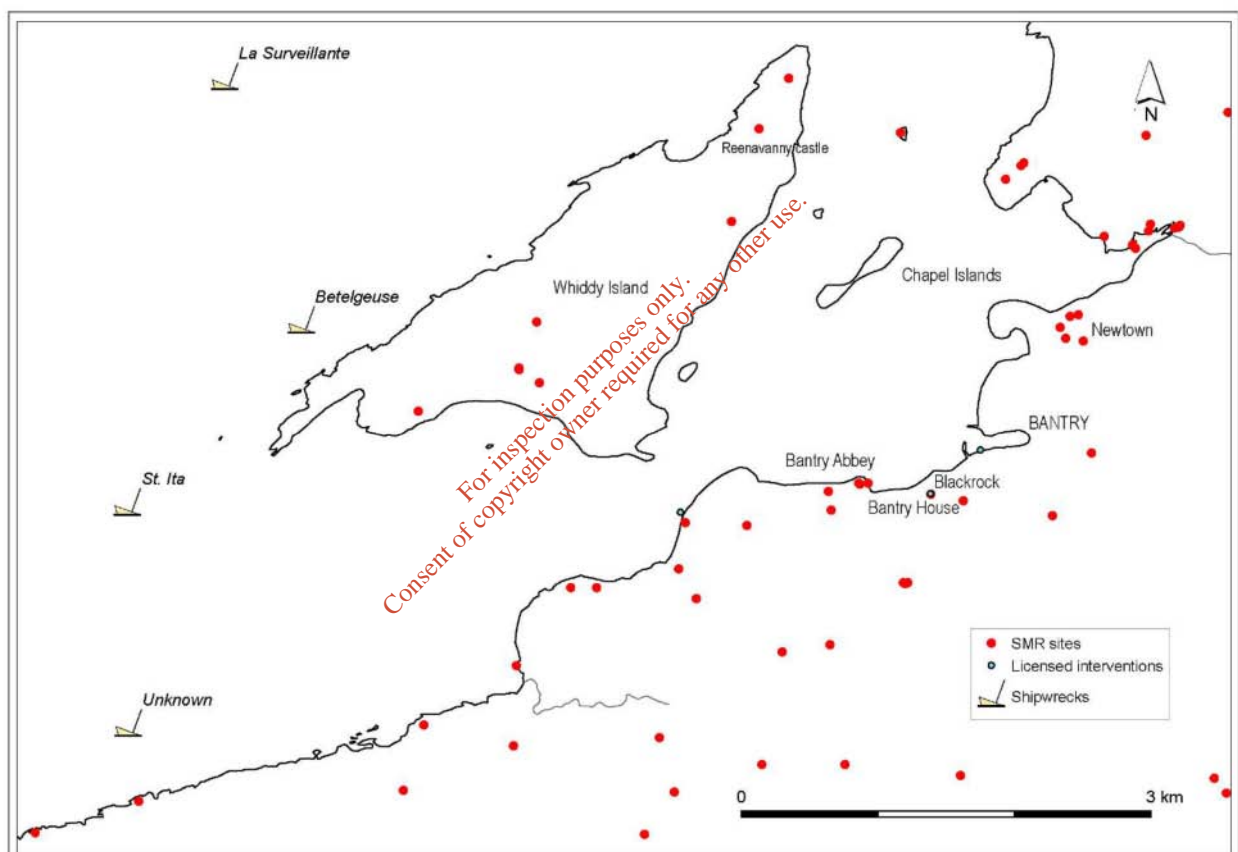 La Surveillante
N
Reenavanny castle
Whiddy Island
Chapel Islands
Betelgeuse
Newtown
For inspection purposes only.
Consent of copyright owner required for any other use.
BANTRY
Bantry Abbey
St. Ita
Blackrock
Bantry House
SMR sites
Licensed interventions
Shipwrecks
Unknown
0
3 km